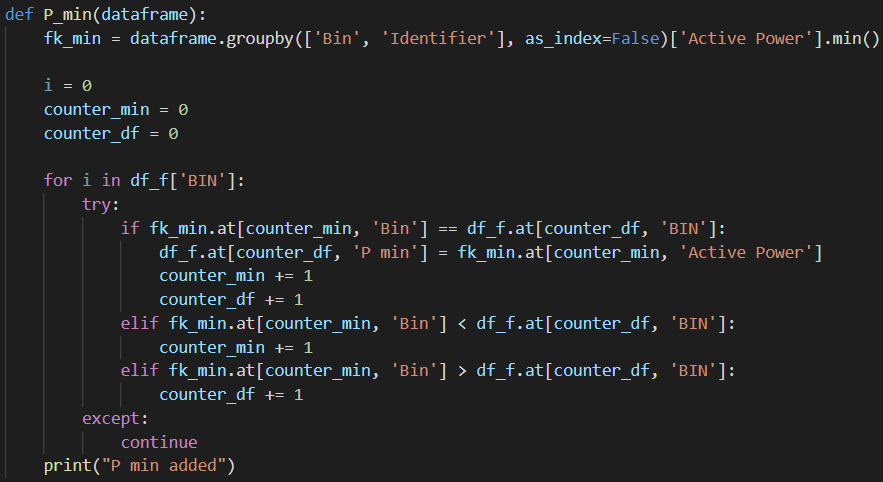 def P_min(dataframe):
    fk_min = dataframe.groupby(['Bin', 'Identifier'], as_index=False)['Active Power'].min()

    i = 0
    counter_min = 0
    counter_df = 0

    for i in df_f['BIN']:
        try:
            if fk_min.at[counter_min, 'Bin'] == df_f.at[counter_df, 'BIN']:
                df_f.at[counter_df, 'P min'] = fk_min.at[counter_min, 'Active Power']
                counter_min += 1
                counter_df += 1
            elif fk_min.at[counter_min, 'Bin'] < df_f.at[counter_df, 'BIN']:
                counter_min += 1
            elif fk_min.at[counter_min, 'Bin'] > df_f.at[counter_df, 'BIN']:
                counter_df += 1
        except:
            continue
    print("P min added")